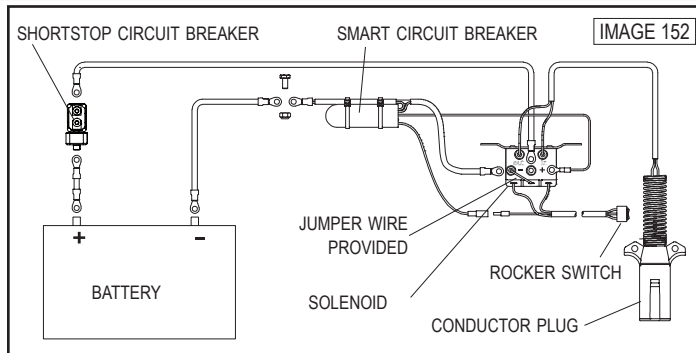 SHORTSTOP CIRCUIT BREAKER
SMART CIRCUIT BREAKER
IMAGE 152
JUMPER WIRE
PROVIDED
ROCKER SWITCH
SOLENOID
CONDUCTOR PLUG
+
-
BATTERY
-
+